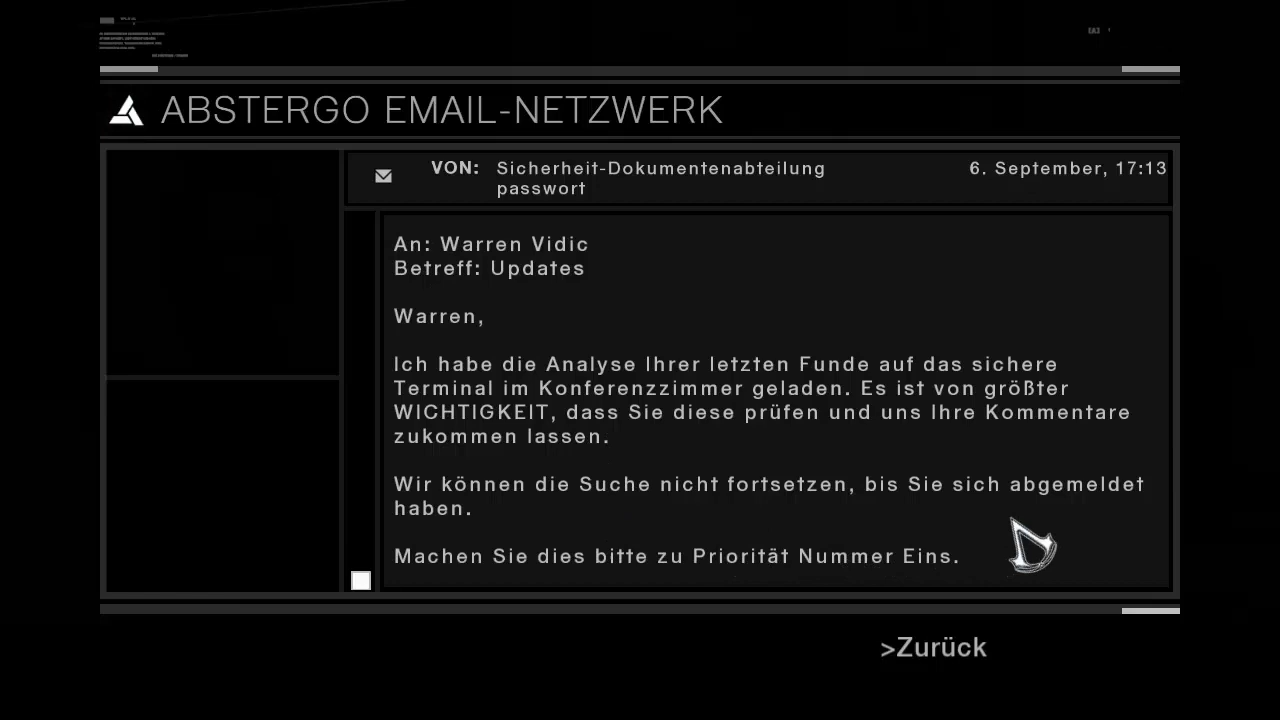 ABSTERGO EMAIL-NETZWERK
VON: Sicherheit-Dokumentenabteilung 6. September, 17:13
passwort
An: Warren Vidic
Betreff: Updates
Warren,
Ich habe die Analyse Ihrer letzten Funde auf das sichere
Terminal im Konferenzzimmer geladen. Es ist von größter
WICHTIGKEIT, dass Sie diese prüfen und uns Ihre Kommentare
zukommen lassen.
Wir können die Suche nicht fortsetzen, bis Sie sich abgemeldet
haben.
Machen Sie dies bitte zu Priorität Nummer Eins.
>Zurück